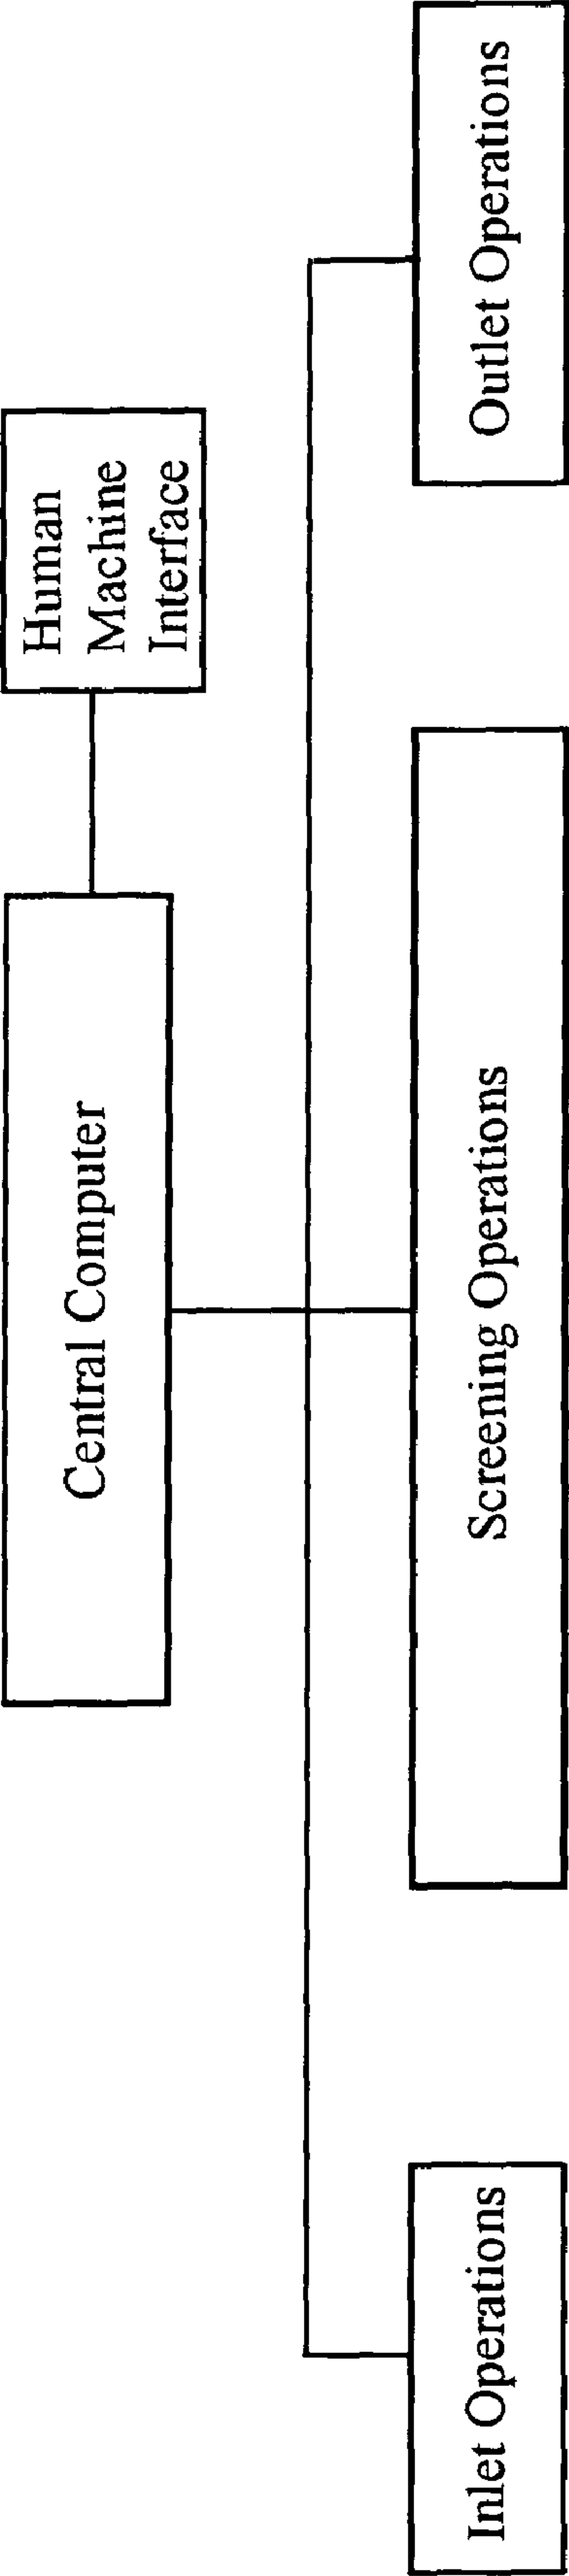 Central Computer
Human
Machine
Interface
Inlet Operations
Screening Operations
Outlet Operations